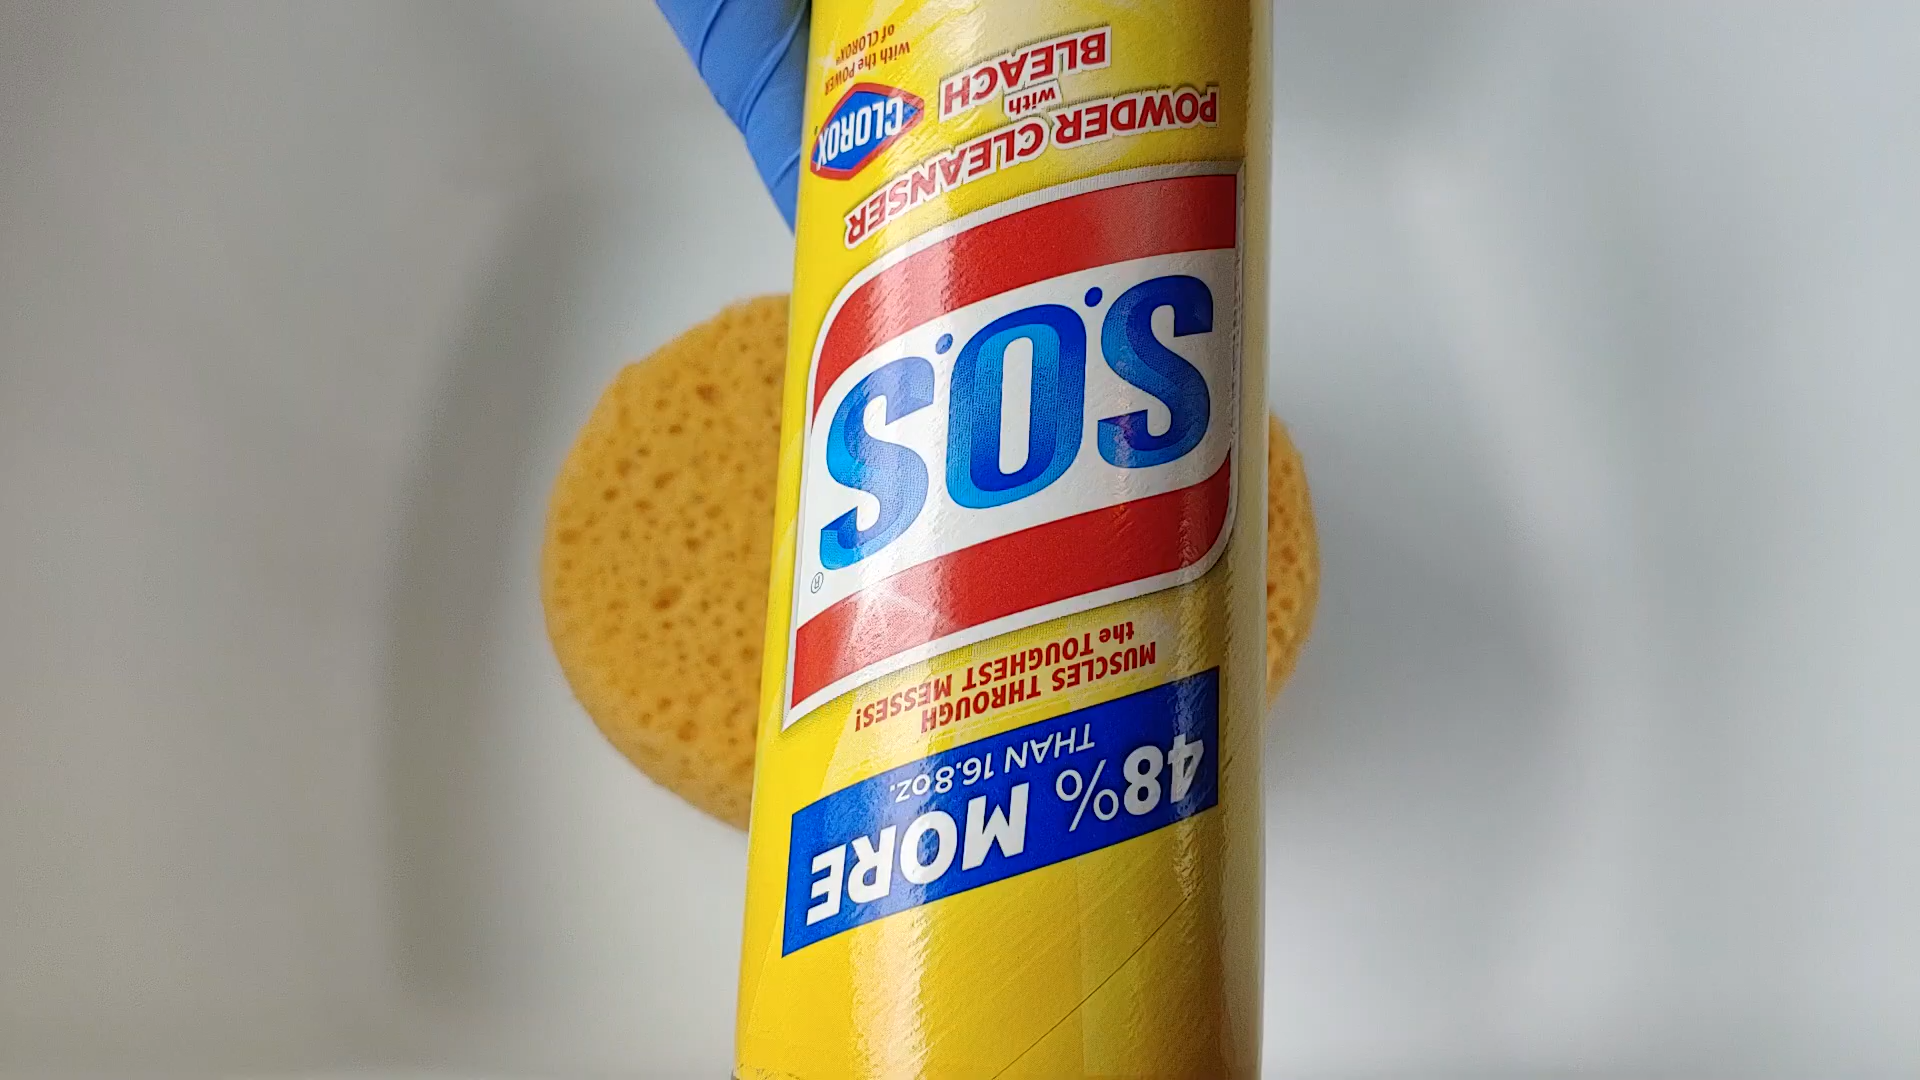 48% MORE
THAN 16.8 OZ.
MUSCLES THROUGH
the TOUGHEST MESSES!
S.O.S
®
POWDER CLEANSER
with
BLEACH
CLOROX
with the POWER
of CLOROX®